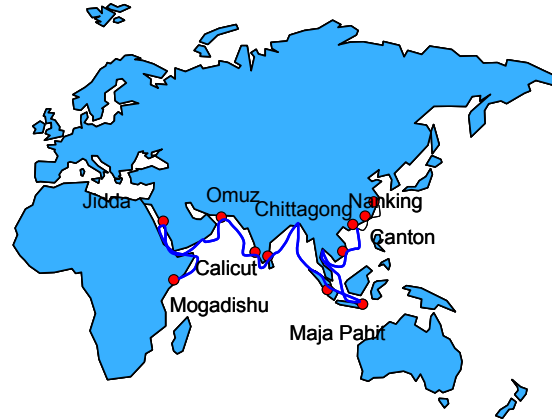 Jidda
Omuz
Chittagong
Nanking
Canton
Calicut
Mogadishu
Maja Pahit